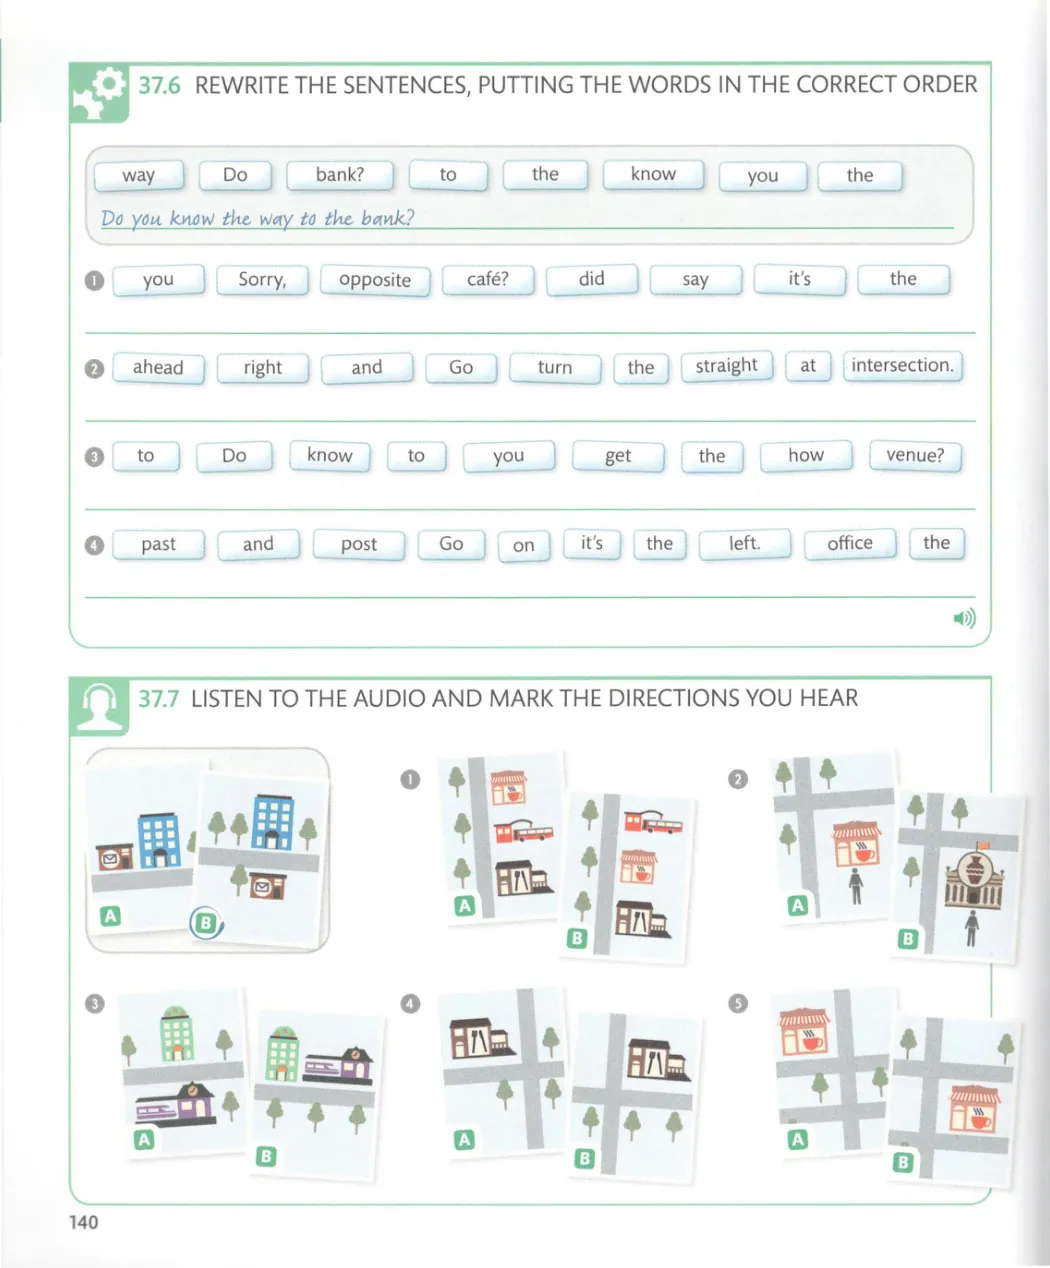 37.6 REWRITE THE SENTENCES, PUTTING THE WORDS IN THE CORRECT ORDER
way Do bank? to the know you the
Do you know the way to the bank?
1 you Sorry, opposite café? did say it's the
2 ahead right and Go turn the straight at intersection.
3 to Do know to you get the how venue?
4 past and post Go on it's the left. office the
37.7 LISTEN TO THE AUDIO AND MARK THE DIRECTIONS YOU HEAR
A B
1 A B
2 A B
3 A B
4 A B
5 A B
140